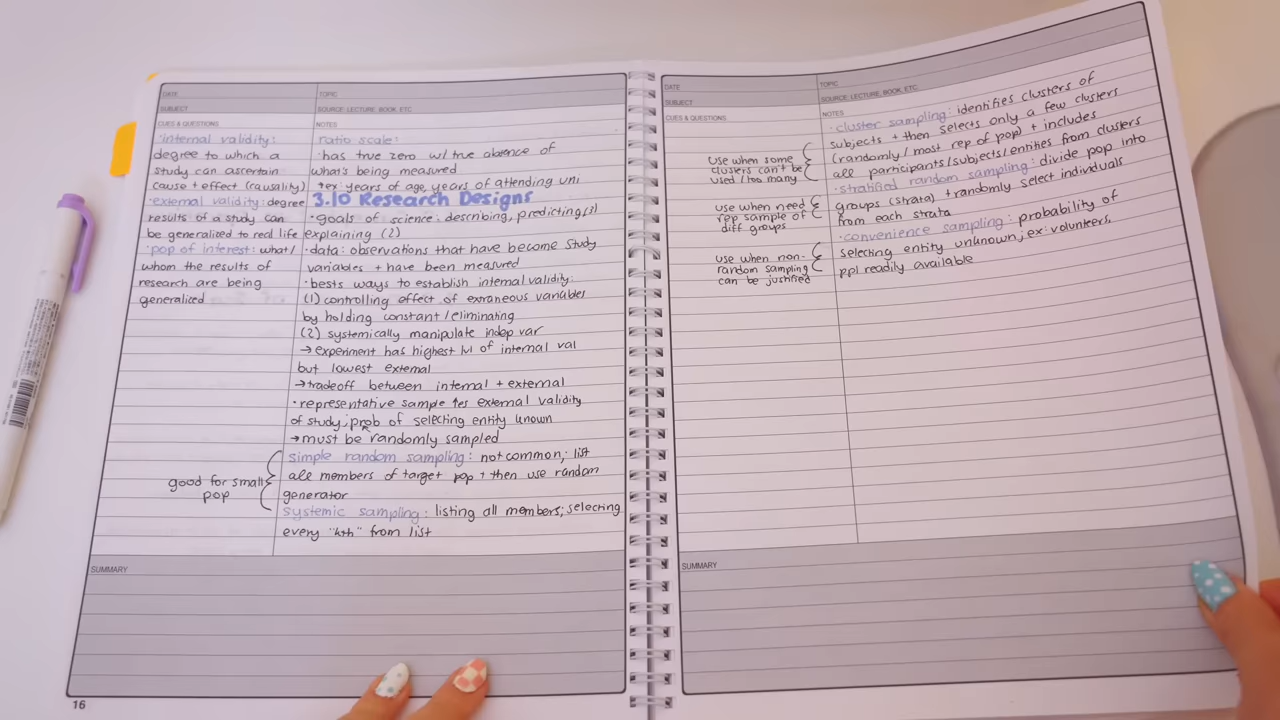 DATE
TOPIC
SUBJECT
SOURCE: LECTURE, BOOK, ETC.
CUES & QUESTIONS
NOTES
·internal validity:
degree to which a
study can ascertain
cause + effect (causality)
·external validity: degree
results of a study can
be generalized to real life
·pop of interest: what/
whom the results of
research are being
generalized
good for small
pop
ratio scale:
·has true zero w/ true absence of
what's being measured
→ex: years of age, years of attending uni
3.10 Research Designs
·goals of science: describing, predicting,(3)
explaining (2)
·data: observations that have become study
variables + have been measured
·bests ways to establish internal validity:
(1) controlling effect of exraneous variables
by holding constant/eliminating
(2) systemically manipulate indep var
→experiment has highest lvl of internal val
but lowest external
→tradeoff between internal + external
·representative sample ↑es external validity
of study; prob of selecting entity known
→must be randomly sampled
simple random sampling: not common; list
all members of target pop + then use random
generator
systemic sampling: listing all members; selecting
every "kth" from list
SUMMARY
16
DATE
TOPIC
SUBJECT
SOURCE: LECTURE, BOOK, ETC.
CUES & QUESTIONS
NOTES
use when some
clusters can't be
used/too many
use when need
rep sample of
diff groups
use when non-
random sampling
can be justified
·cluster sampling: identifies clusters of
subjects + then selects only a few clusters
(randomly/most rep of pop) + includes
all participants/subjects/entities from clusters
·stratified random sampling: divide pop into
groups (strata) + randomly select individuals
from each strata
·convenience sampling: probability of
selecting entity unknown; ex: volunteers,
ppl readily available
SUMMARY